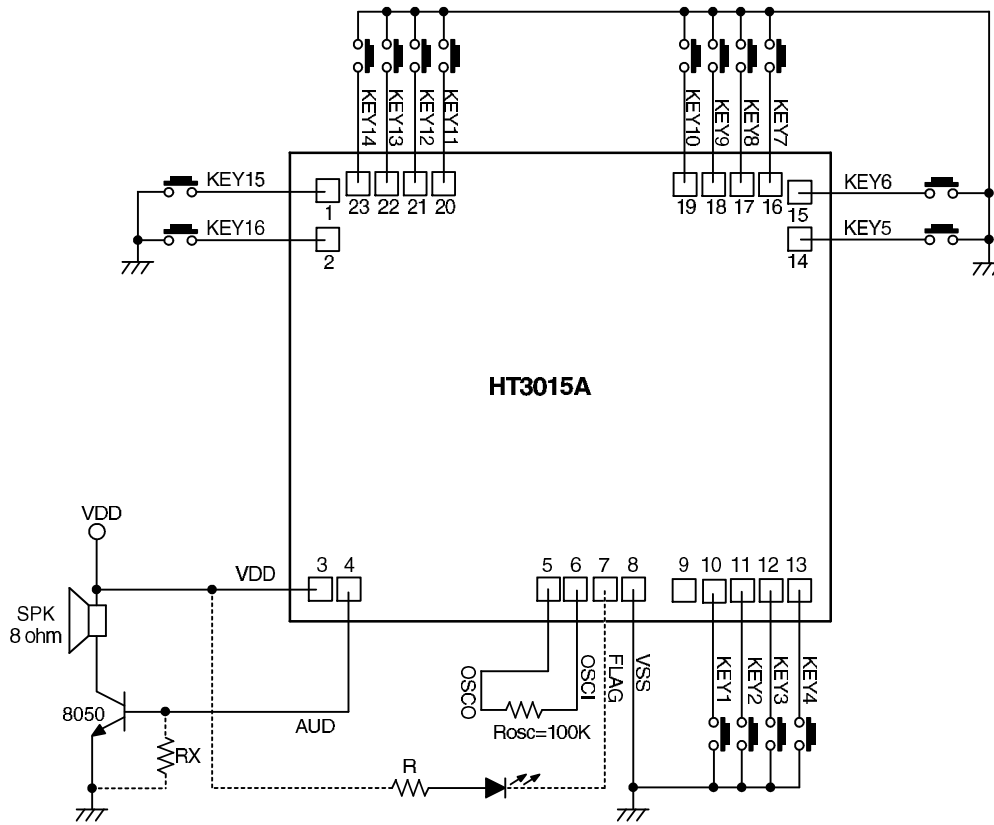 KEY14 KEY13 KEY12 KEY11
KEY10 KEY9 KEY8 KEY7
KEY15
1
23 22 21 20
19 18 17 16
15
KEY6
KEY16
2
14
KEY5
HT3015A
VDD
VDD
3 4
5 6 7 8
9 10 11 12 13
SPK
8 ohm
8050
AUD
RX
OSCO
OSCI
FLAG
VSS
Rosc=100K
KEY1 KEY2 KEY3 KEY4
R